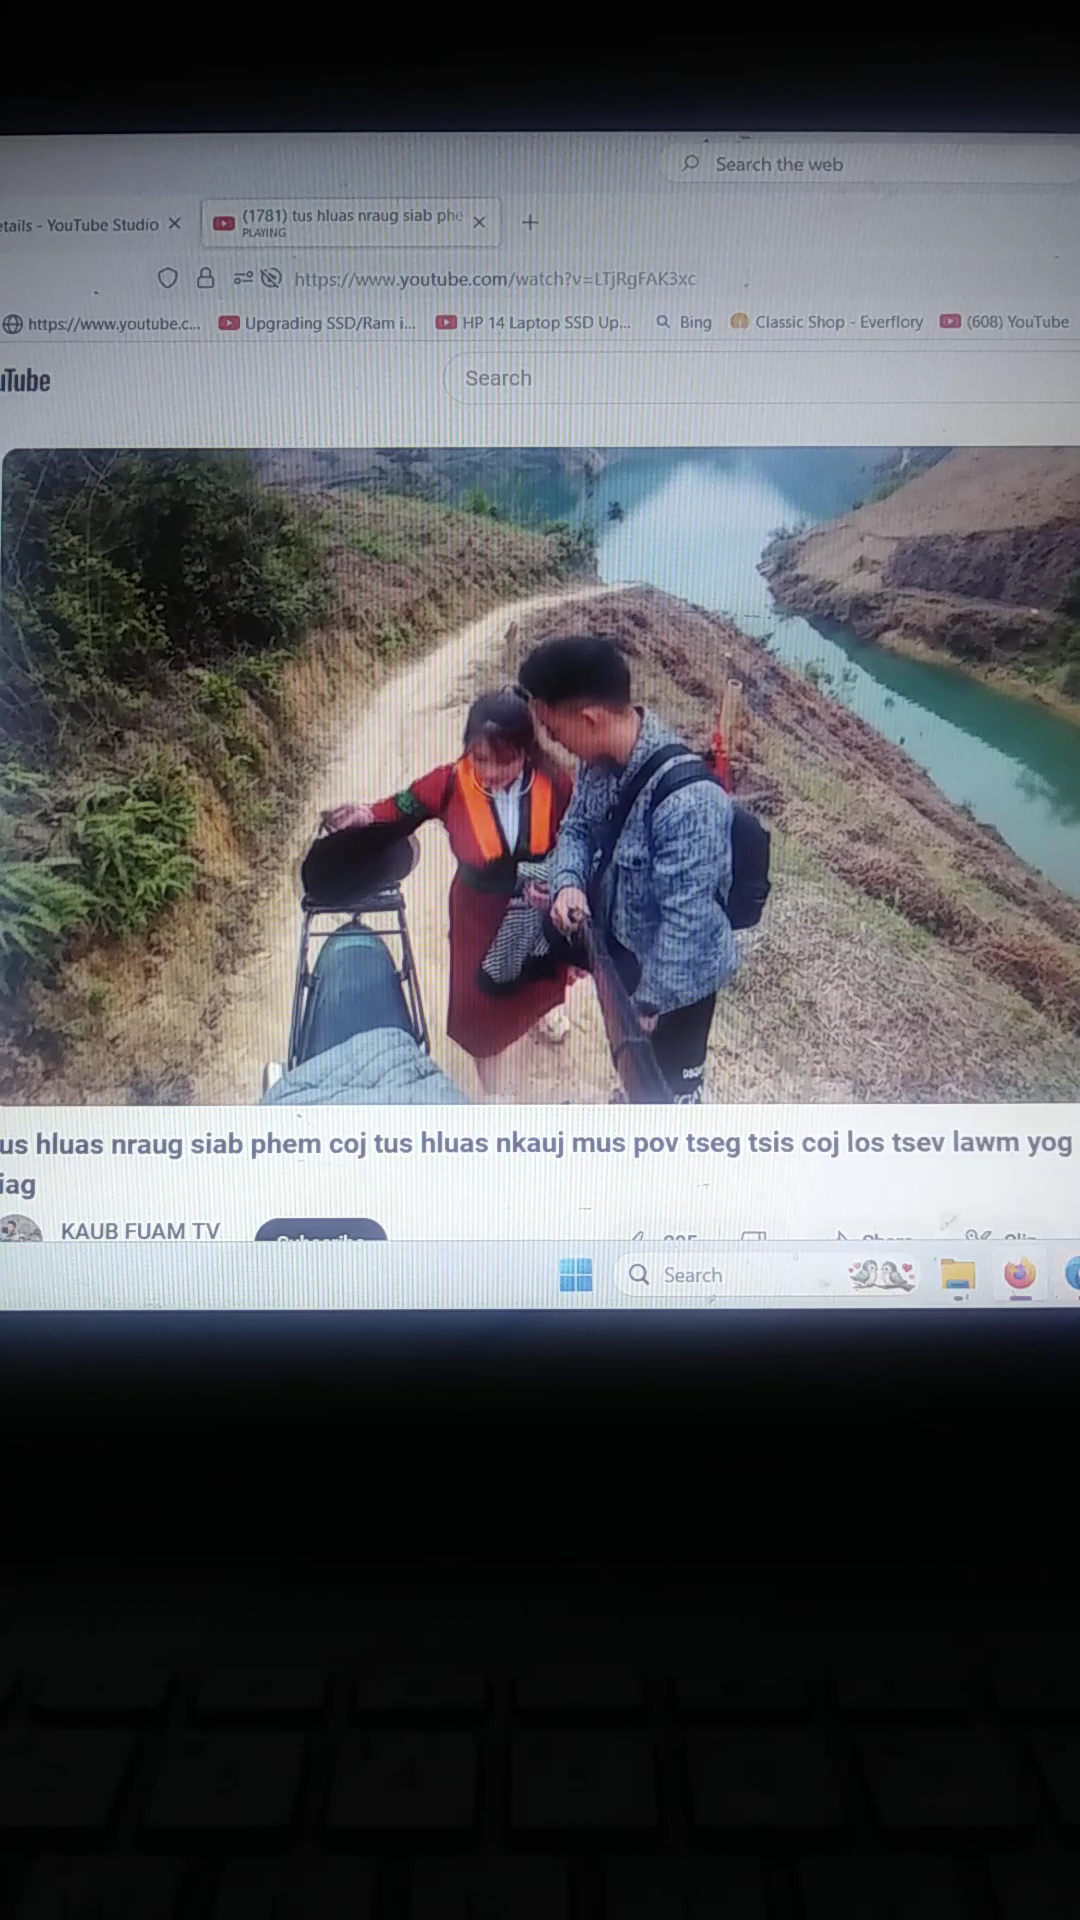 Search the web
etails - YouTube Studio
(1781) tus hluas nraug siab phe
PLAYING
https://www.youtube.com/watch?v=LTjRgFAK3xc
https://www.youtube.c...
Upgrading SSD/Ram i...
HP 14 Laptop SSD Up...
Bing
Classic Shop - Everflory
(608) YouTube
uTube
Search
us hluas nraug siab phem coj tus hluas nkauj mus pov tseg tsis coj los tsev lawm yog
iag
KAUB FUAM TV
Search